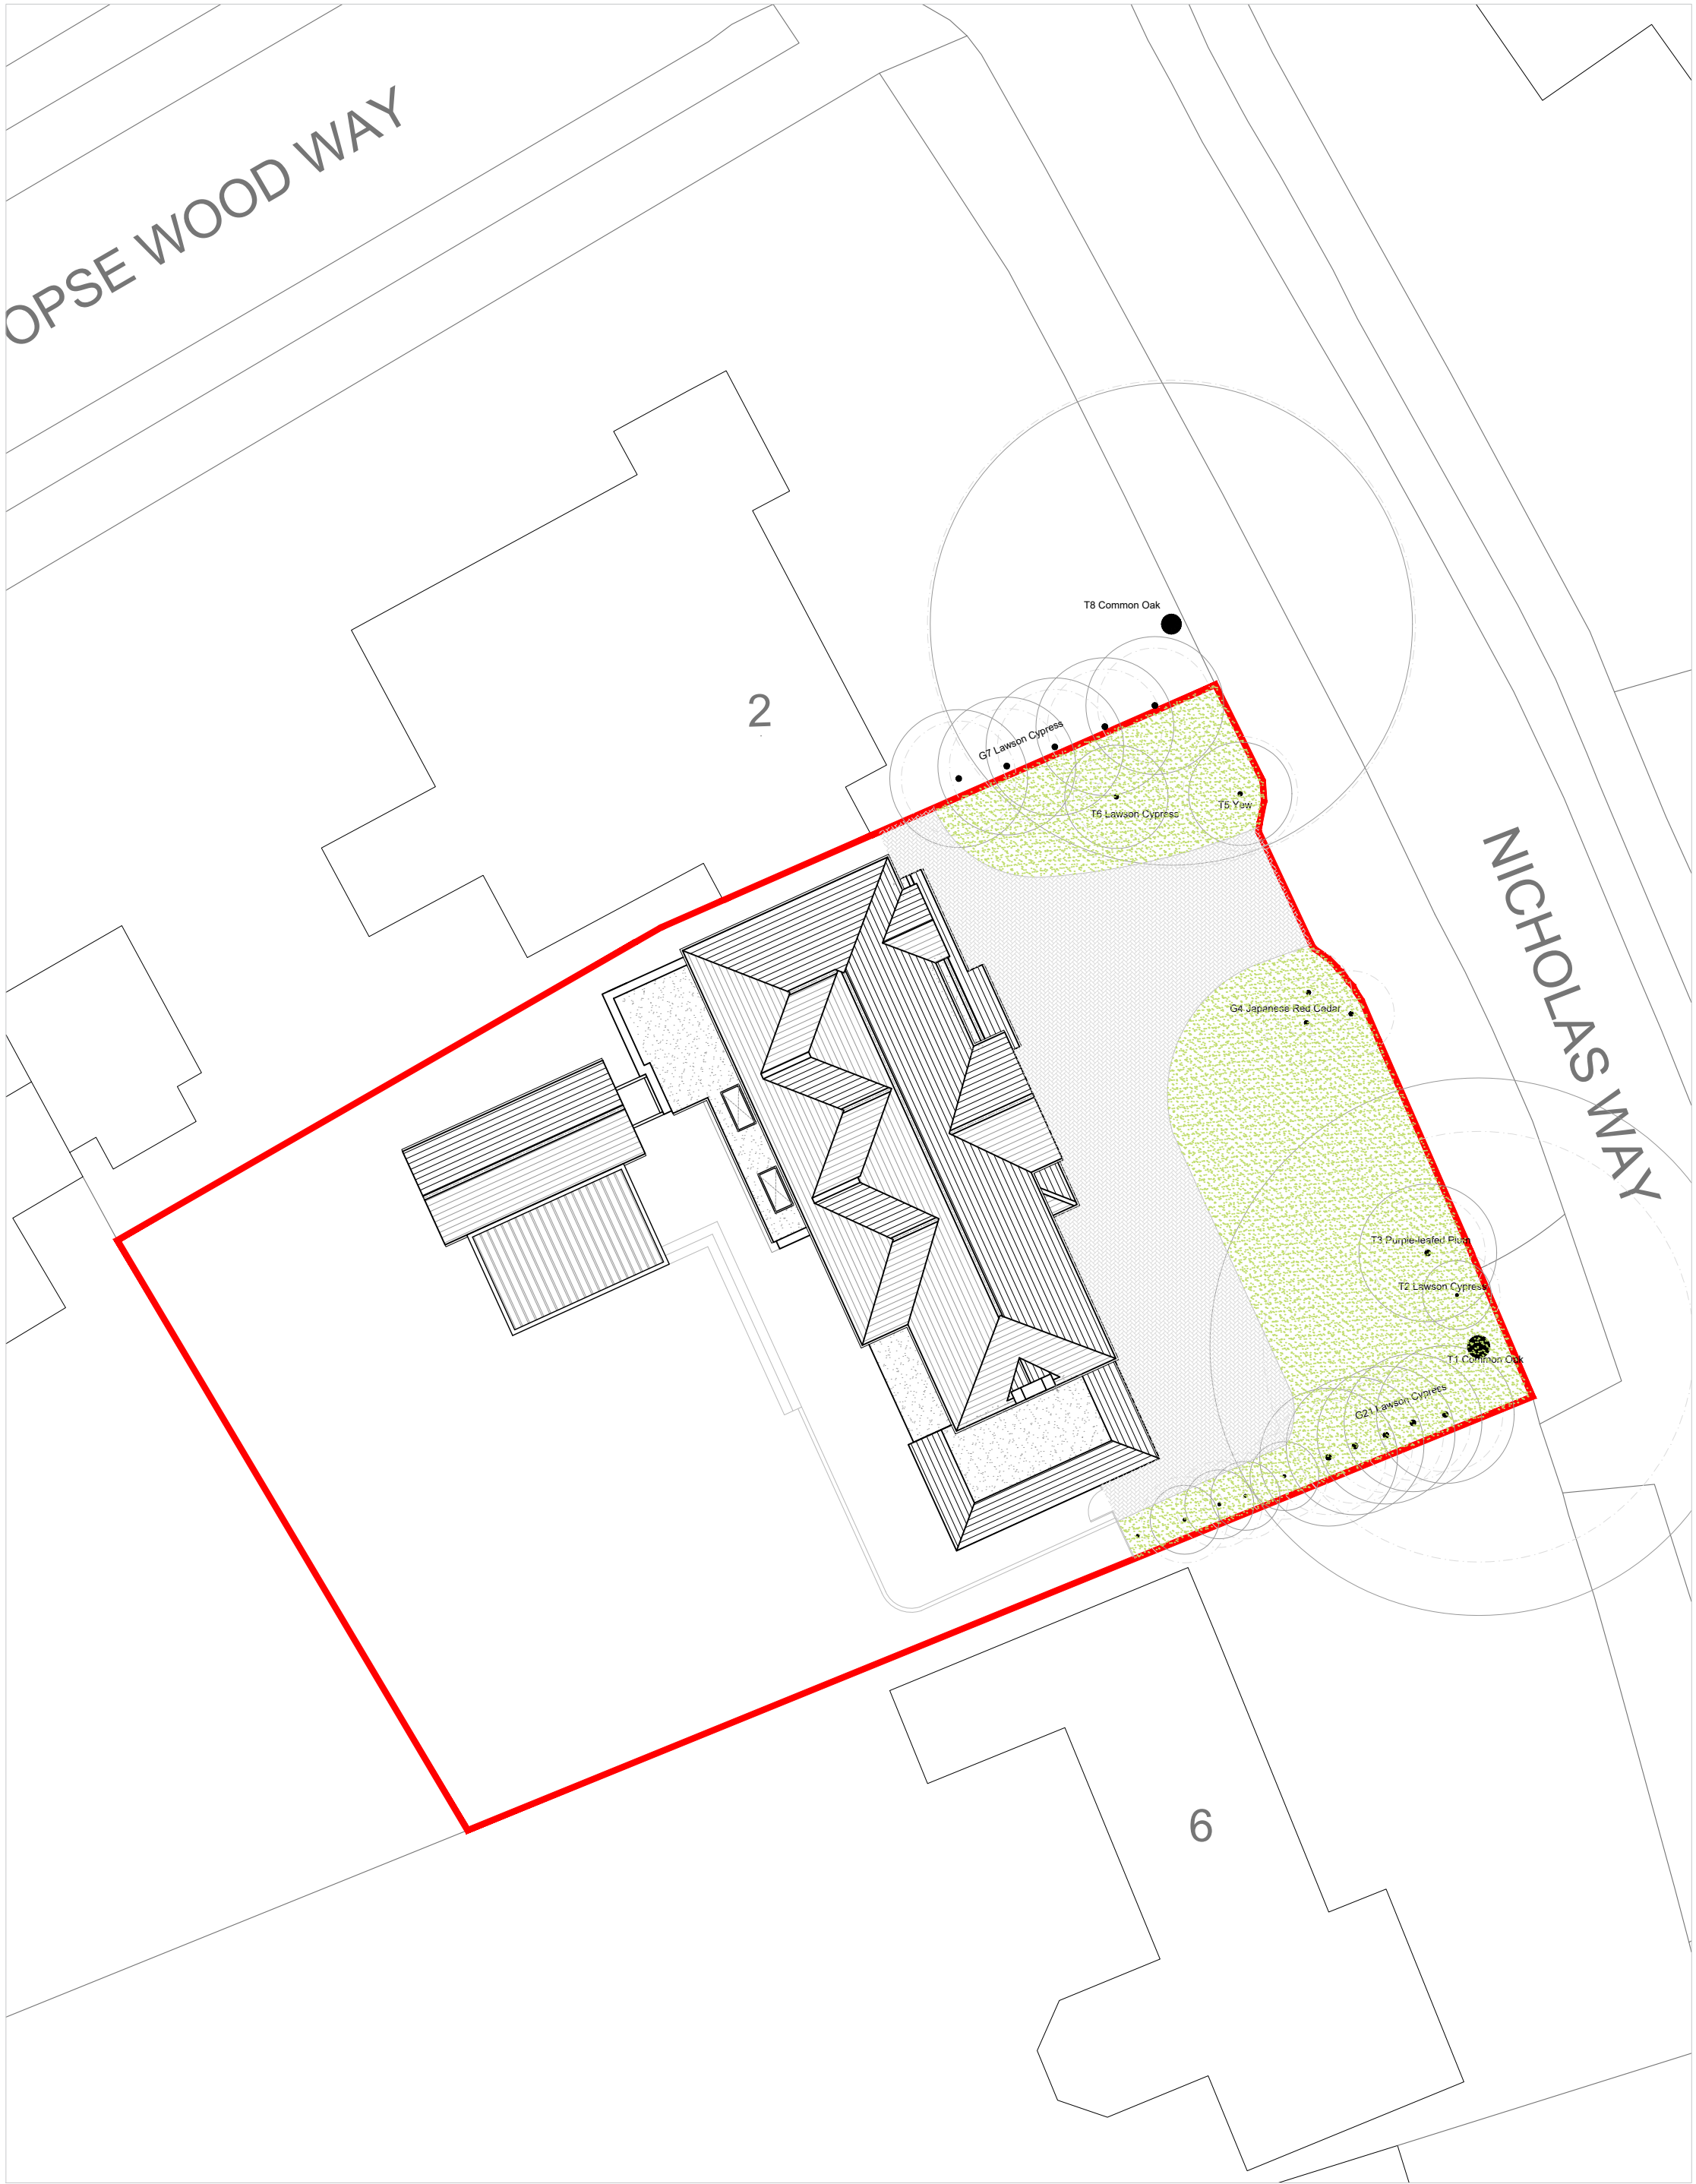 OPSE WOOD WAY
T8 Common Oak
2
G7 Lawson Cypress
T5 Yew
T6 Lawson Cypress
NICHOLAS WAY
G4 Japanese Red Cedar
T3 Purple-leafed Plum
T2 Lawson Cypress
T1 Common Oak
G21 Lawson Cypress
6